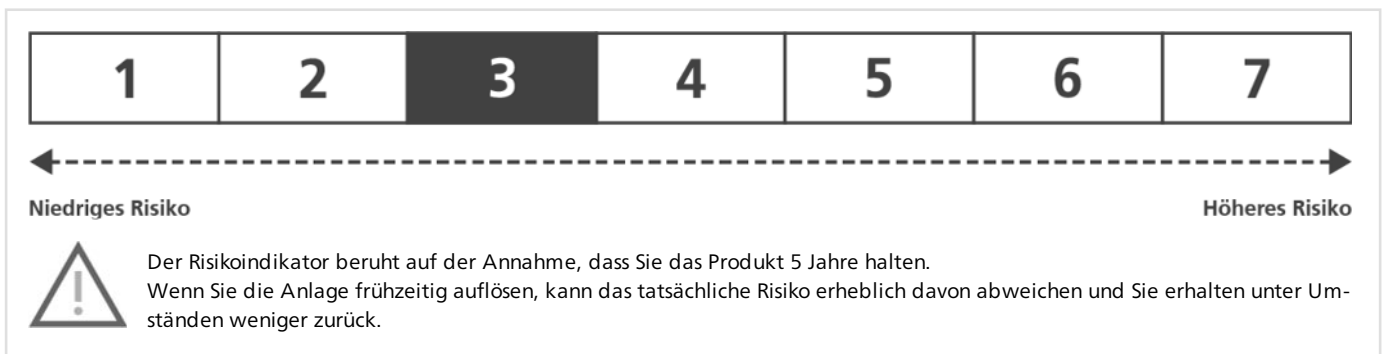 1 2 3 4 5 6 7
Niedriges Risiko Höheres Risiko
Der Risikoindikator beruht auf der Annahme, dass Sie das Produkt 5 Jahre halten.
Wenn Sie die Anlage frühzeitig auflösen, kann das tatsächliche Risiko erheblich davon abweichen und Sie erhalten unter Um-
ständen weniger zurück.